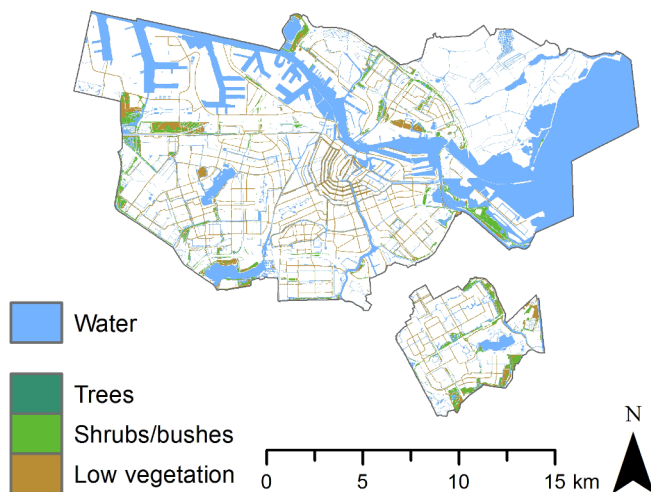 Water
Trees
Shrubs/bushes
Low vegetation
0 5 10 15 km
N